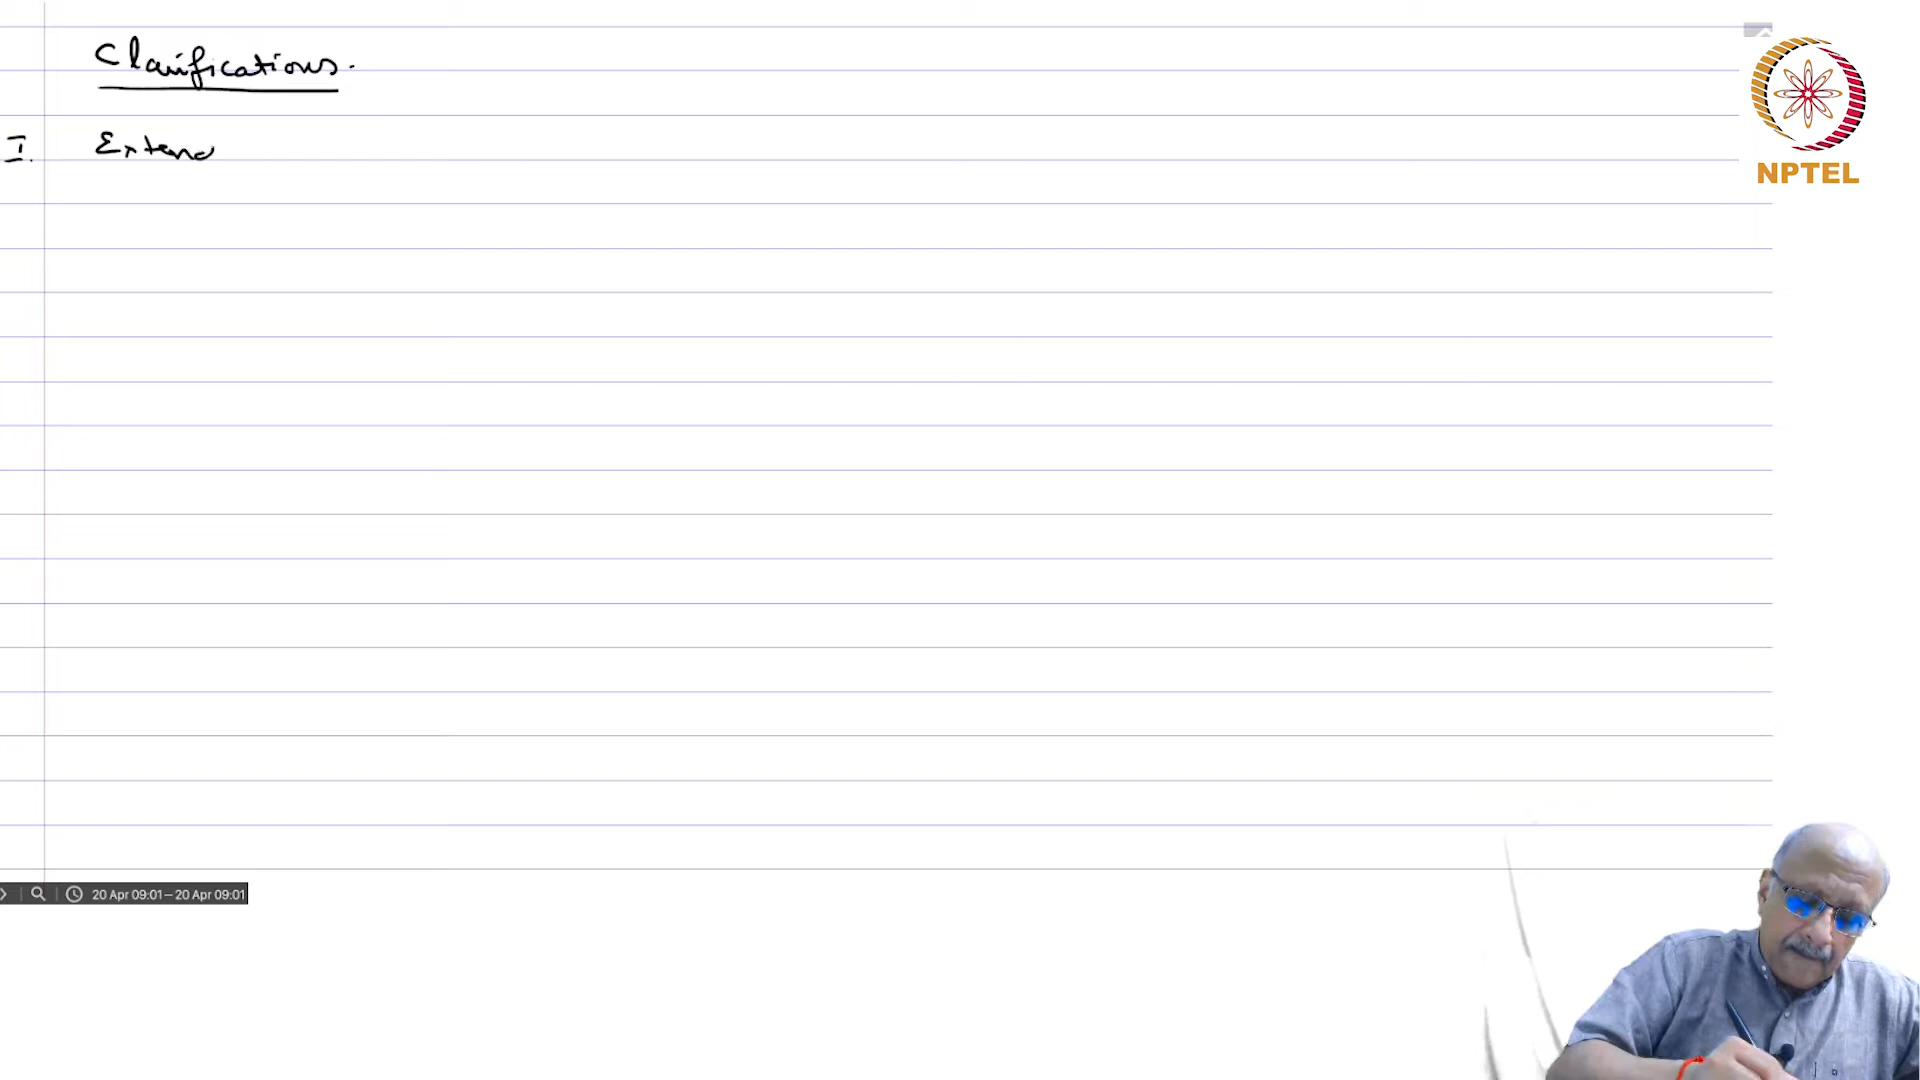 Clarifications.
I. Extend
NPTEL
20 Apr 09:01 – 20 Apr 09:01